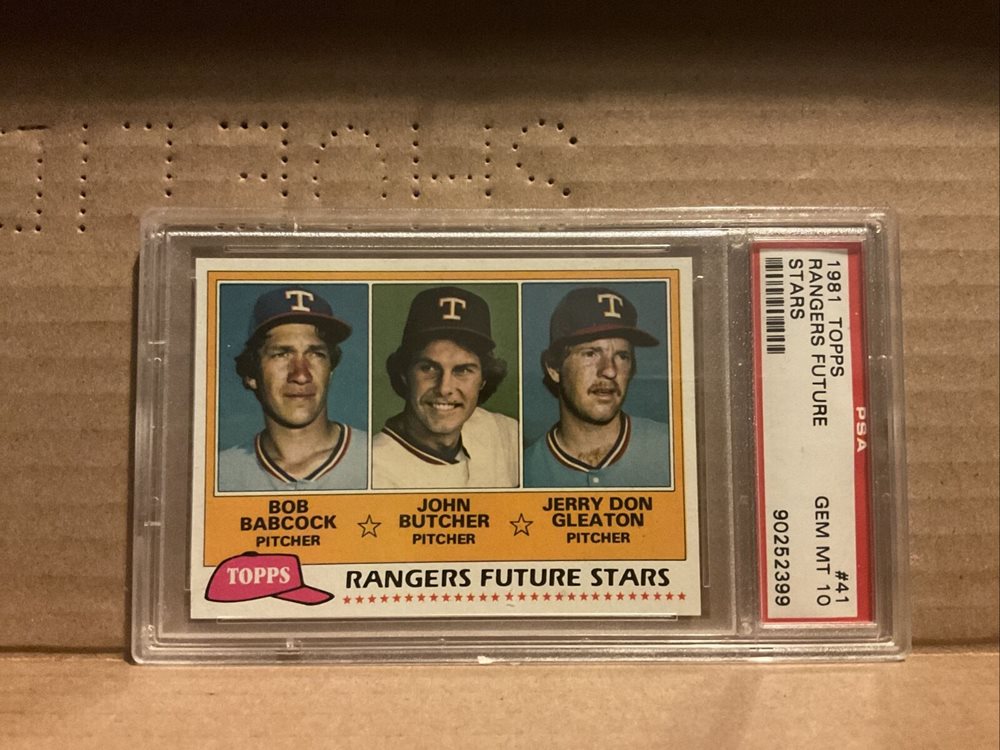 T
T
T
BOB
BABCOCK
PITCHER
JOHN
BUTCHER
PITCHER
JERRY DON
GLEATON
PITCHER
TOPPS
RANGERS FUTURE STARS
1981 TOPPS
RANGERS FUTURE
STARS
#41
GEM MT 10
90252399
PSA